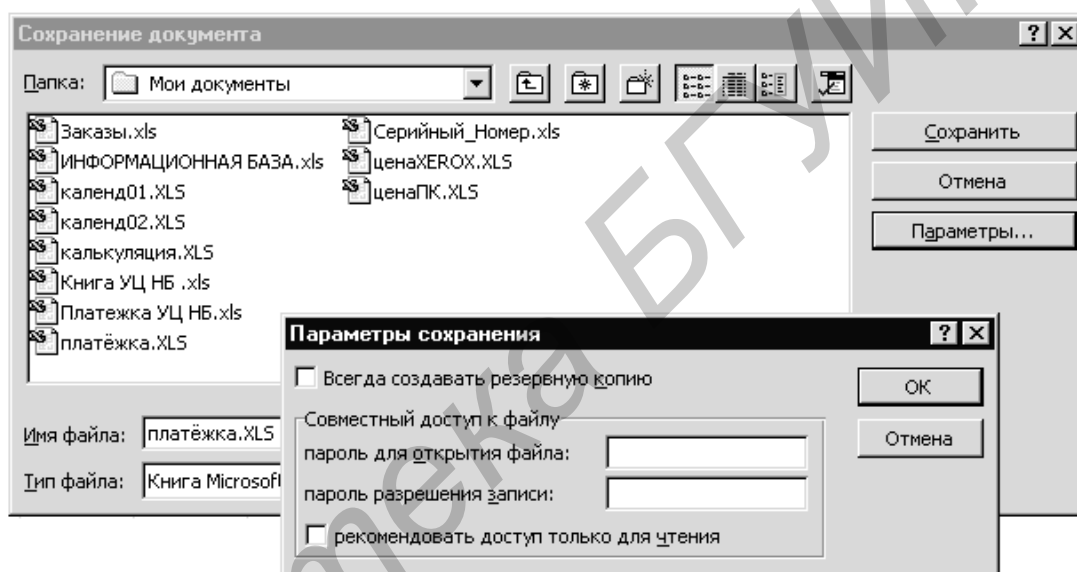 Сохранение документа
Папка: Мои документы
Заказы.xls
ИНФОРМАЦИОННАЯ БАЗА.xls
календ01.XLS
календ02.XLS
калькуляция.XLS
Книга УЦ НБ .xls
Платежка УЦ НБ.xls
платёжка.XLS
Серийный_Номер.xls
ценаXEROX.XLS
ценаПК.XLS
Сохранить
Отмена
Параметры...
Имя файла: платёжка.XLS
Тип файла: Книга Microsoft
Параметры сохранения
Всегда создавать резервную копию
Совместный доступ к файлу
пароль для открытия файла:
пароль разрешения записи:
рекомендовать доступ только для чтения
OK
Отмена